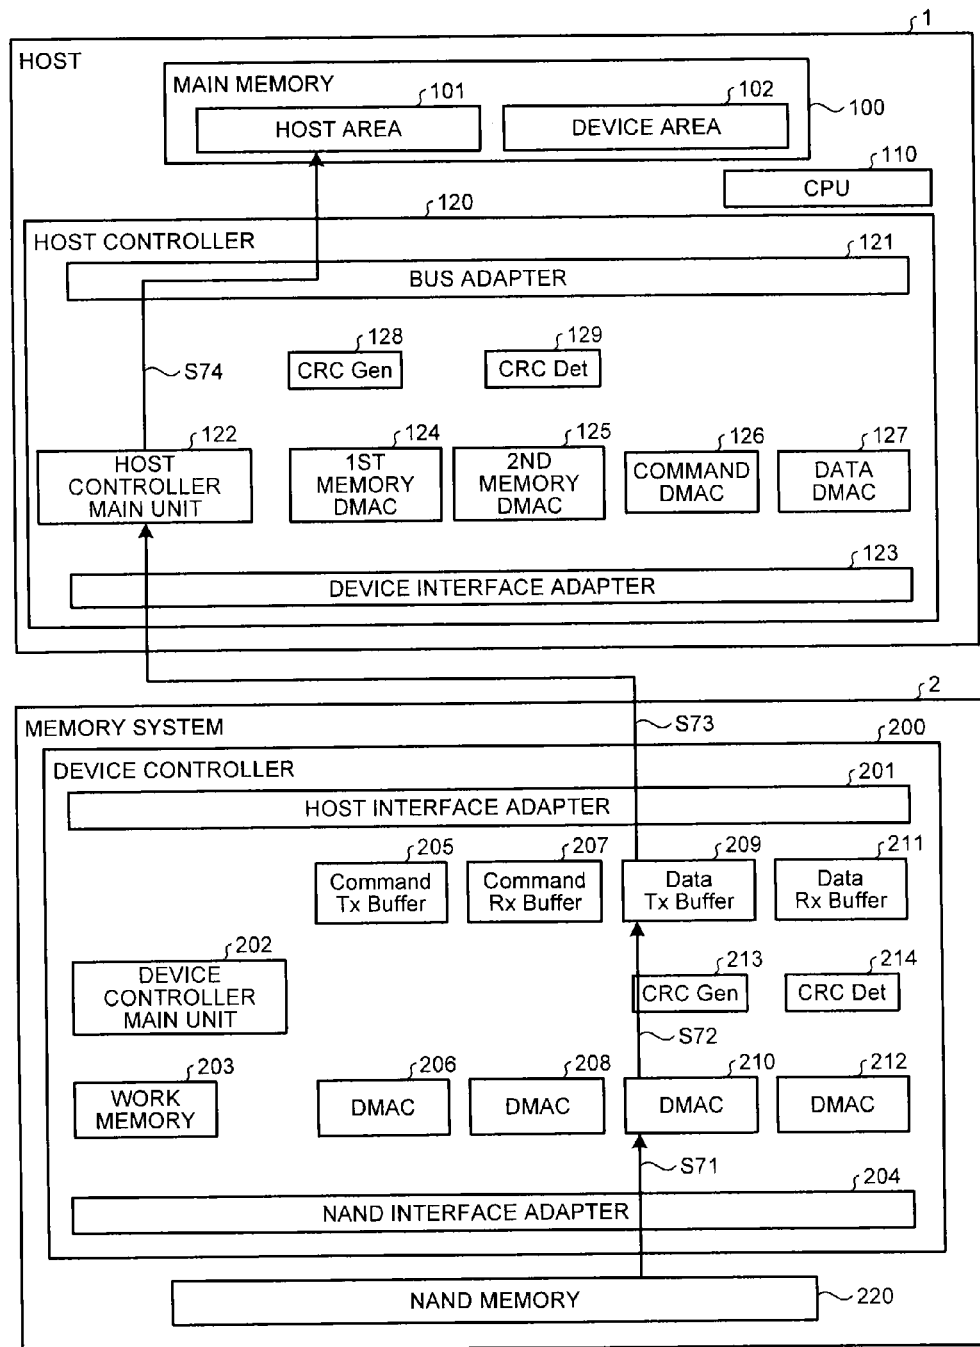 1
HOST
MAIN MEMORY
101
102
HOST AREA
DEVICE AREA
100
110
CPU
120
HOST CONTROLLER
121
BUS ADAPTER
128
129
CRC Gen
CRC Det
S74
122
124
125
126
127
HOST
CONTROLLER
MAIN UNIT
1ST
MEMORY
DMAC
2ND
MEMORY
DMAC
COMMAND
DMAC
DATA
DMAC
123
DEVICE INTERFACE ADAPTER
2
MEMORY SYSTEM
S73
200
DEVICE CONTROLLER
201
HOST INTERFACE ADAPTER
205
207
209
211
Command
Tx Buffer
Command
Rx Buffer
Data
Tx Buffer
Data
Rx Buffer
202
213
214
DEVICE
CONTROLLER
MAIN UNIT
CRC Gen
CRC Det
S72
203
206
208
210
212
WORK
MEMORY
DMAC
DMAC
DMAC
DMAC
S71
204
NAND INTERFACE ADAPTER
NAND MEMORY
220